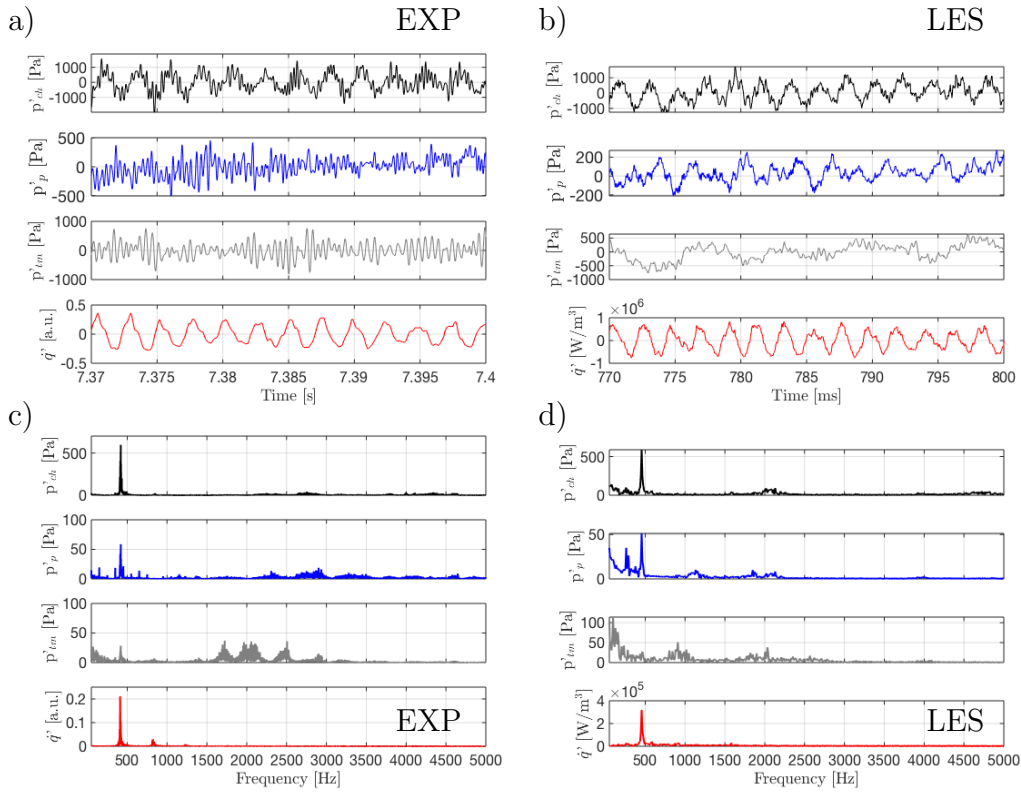 a) EXP
p'ch [Pa]
1000
0
-1000
p'p [Pa]
500
0
-500
p'tm [Pa]
1000
0
-1000
q̇' [a.u.]
0.5
0
-0.5
7.37 7.375 7.38 7.385 7.39 7.395 7.4
Time [s]
b) LES
p'ch [Pa]
1000
0
-1000
p'p [Pa]
200
0
-200
p'tm [Pa]
500
0
-500
× 10^6
q̇' [W/m³]
1
0
-1
770 775 780 785 790 795 800
Time [ms]
c)
p'ch [Pa]
500
0
p'p [Pa]
100
50
0
p'tm [Pa]
100
50
0
EXP
q̇' [a.u.]
0.2
0.1
0
500 1000 1500 2000 2500 3000 3500 4000 4500 5000
Frequency [Hz]
d)
p'ch [Pa]
500
0
p'p [Pa]
50
0
p'tm [Pa]
100
50
0
× 10^5
LES
q̇' [W/m³]
4
2
0
500 1000 1500 2000 2500 3000 3500 4000 4500 5000
Frequency [Hz]